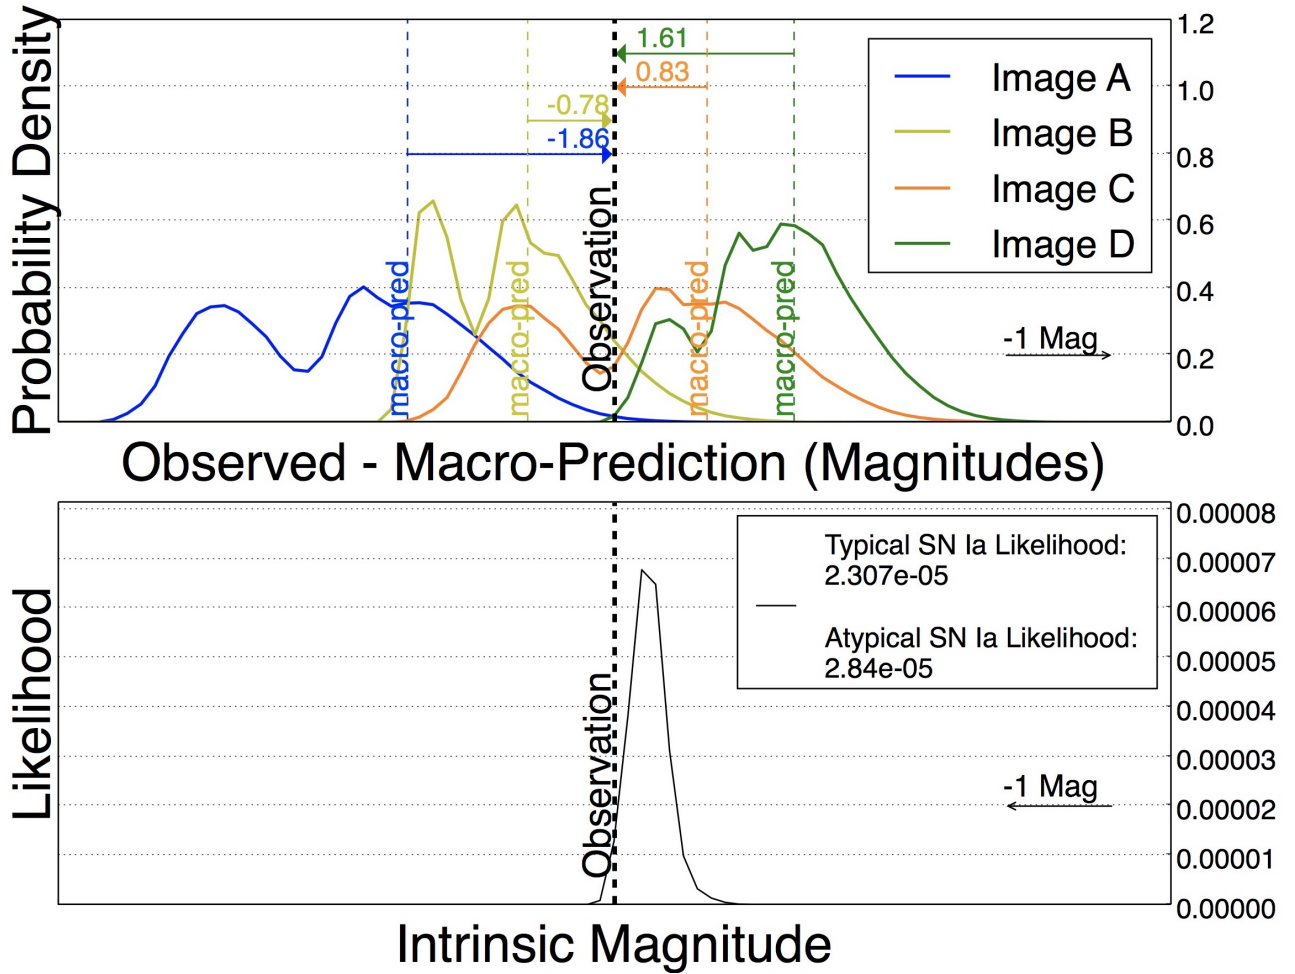 Probability Density
1.61
0.83
-0.78
-1.86
macro-pred
macro-pred
Observation
macro-pred
macro-pred
Image A
Image B
Image C
Image D
-1 Mag
1.2
1.0
0.8
0.6
0.4
0.2
0.0
Observed - Macro-Prediction (Magnitudes)
Likelihood
Observation
Typical SN Ia Likelihood:
2.307e-05
Atypical SN Ia Likelihood:
2.84e-05
-1 Mag
0.00008
0.00007
0.00006
0.00005
0.00004
0.00003
0.00002
0.00001
0.00000
Intrinsic Magnitude